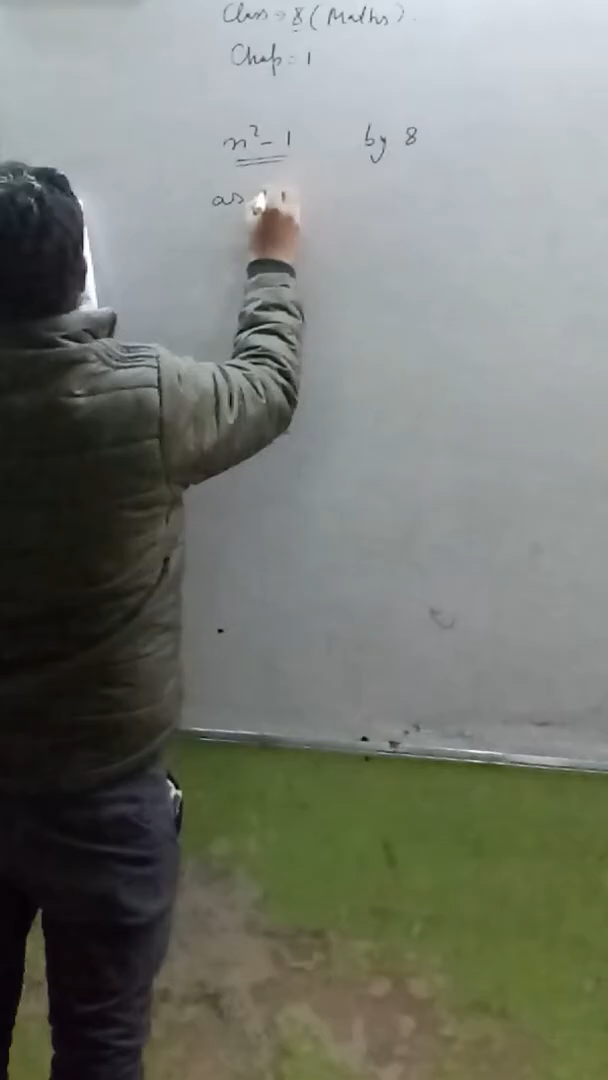 Class → 8 (Maths).
Chap: 1
n² - 1 by 8
as